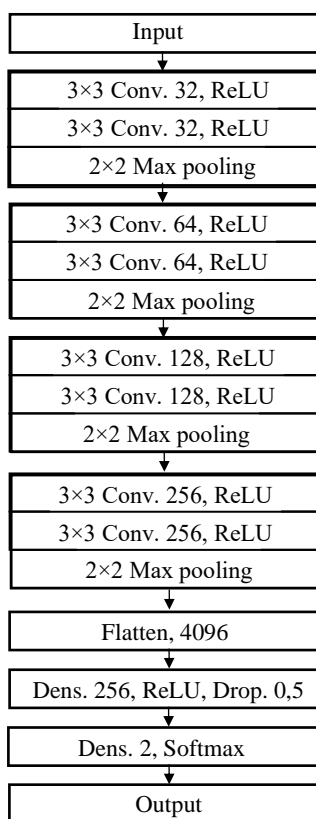 Input
3×3 Conv. 32, ReLU
3×3 Conv. 32, ReLU
2×2 Max pooling
3×3 Conv. 64, ReLU
3×3 Conv. 64, ReLU
2×2 Max pooling
3×3 Conv. 128, ReLU
3×3 Conv. 128, ReLU
2×2 Max pooling
3×3 Conv. 256, ReLU
3×3 Conv. 256, ReLU
2×2 Max pooling
Flatten, 4096
Dens. 256, ReLU, Drop. 0,5
Dens. 2, Softmax
Output